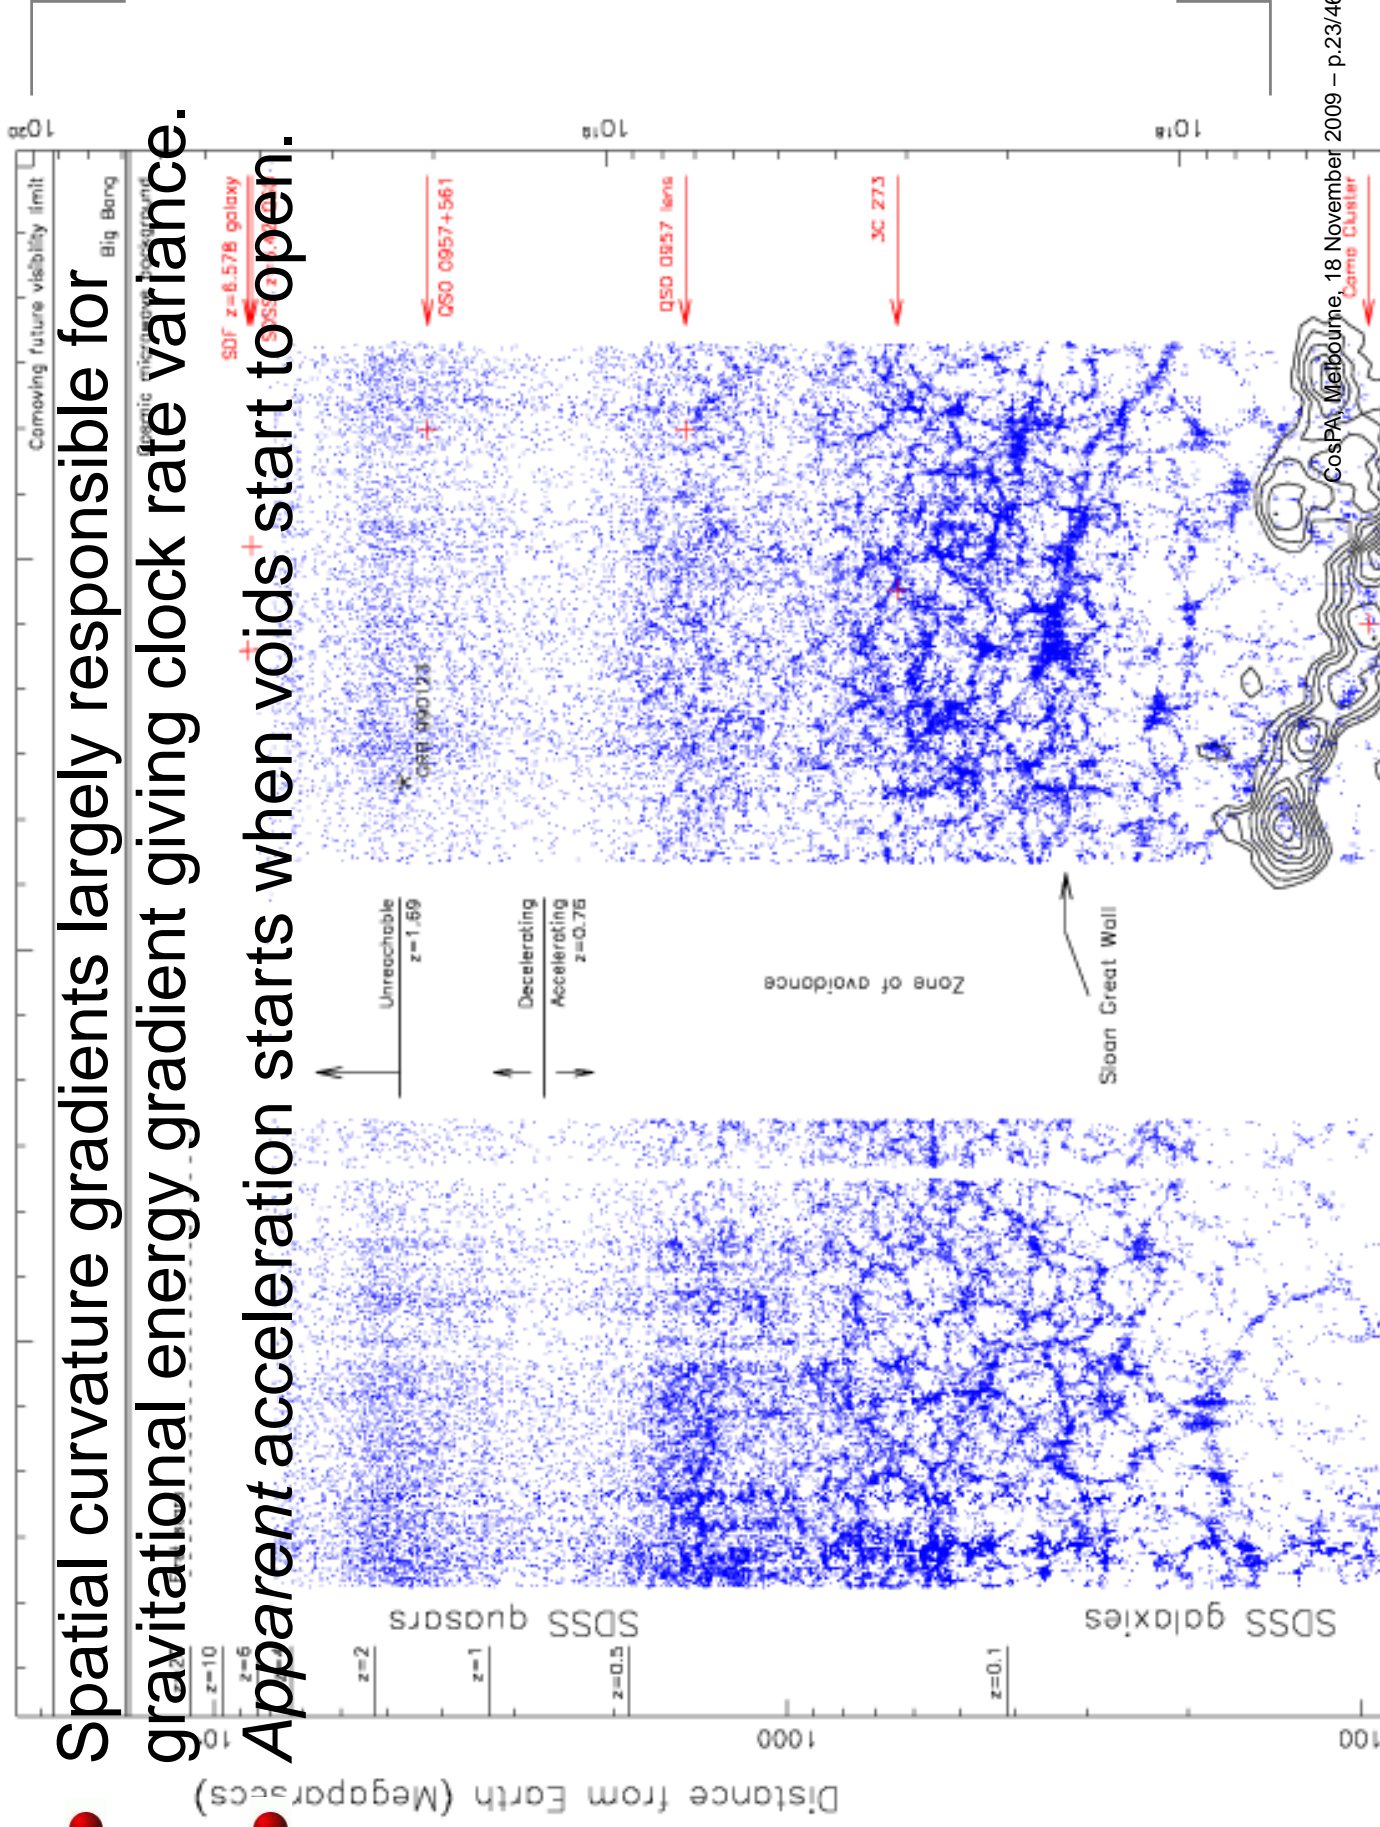 Spatial curvature gradients largely responsible for
gravitational energy gradient giving clock rate variance.
Apparent acceleration starts when voids start to open.
Comoving future visibility limit
Big Bang
SDF z=6.578 galaxy
QSO 0957+561
QSO 0957 lens
3C 273
Coma Cluster
GRB 990123
Unreachable
z=1.69
Decelerating
Accelerating
z=0.76
Zone of avoidance
Sloan Great Wall
SDSS quasars
SDSS galaxies
z=10
z=6
z=2
z=1
z=0.5
z=0.1
1000
100
10²⁰
10¹⁹
10¹⁸
Distance from Earth (Megaparsecs)
CosPA, Melbourne, 18 November 2009 – p.23/46